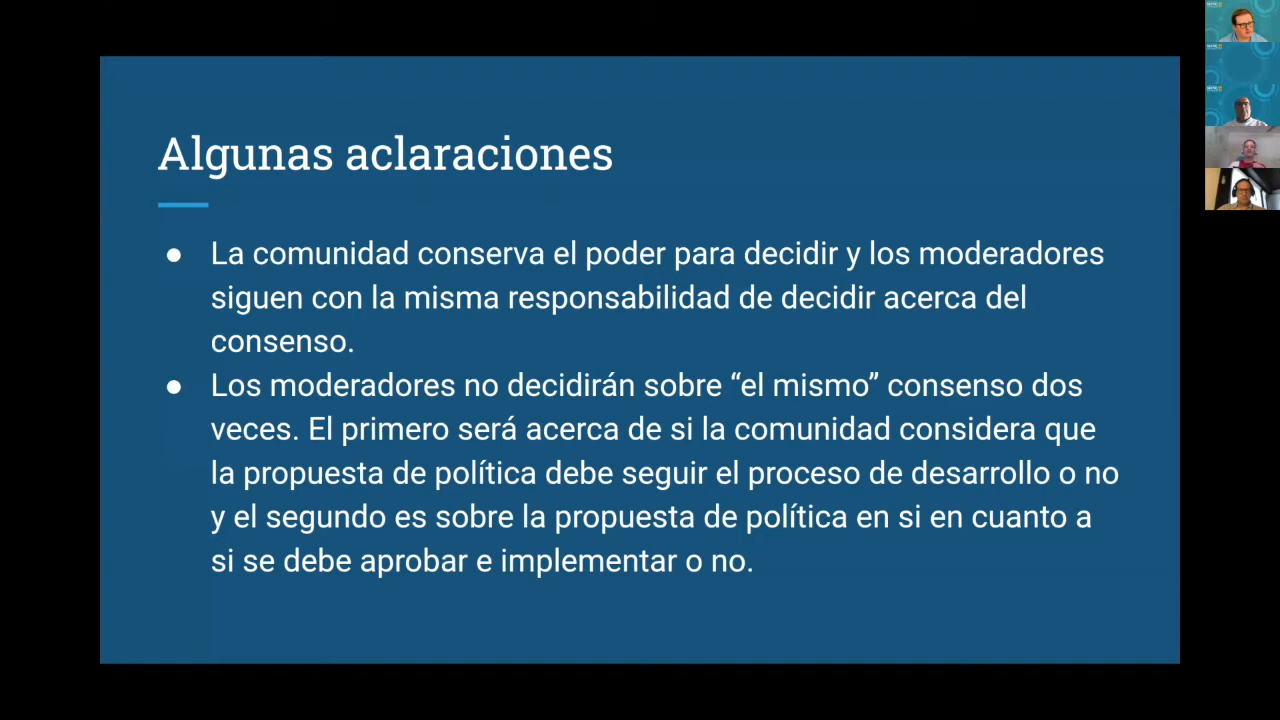 Algunas aclaraciones
● La comunidad conserva el poder para decidir y los moderadores
siguen con la misma responsabilidad de decidir acerca del
consenso.
● Los moderadores no decidirán sobre “el mismo” consenso dos
veces. El primero será acerca de si la comunidad considera que
la propuesta de política debe seguir el proceso de desarrollo o no
y el segundo es sobre la propuesta de política en si en cuanto a
si se debe aprobar e implementar o no.